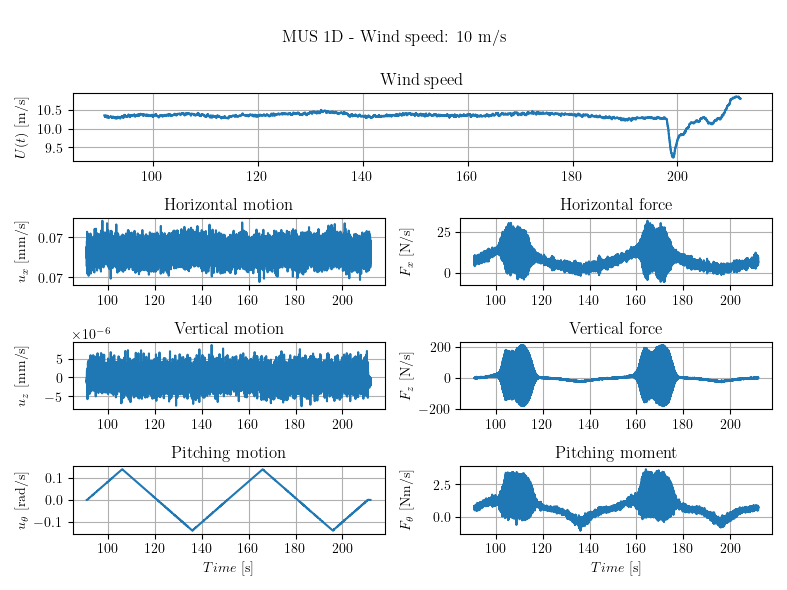 MUS 1D - Wind speed: 10 m/s
Wind speed
U(t) [m/s]
10.5
10.0
9.5
100 120 140 160 180 200
Horizontal motion
u_x [mm/s]
0.07
0.07
100 120 140 160 180 200
Horizontal force
F_x [N/s]
25
0
100 120 140 160 180 200
Vertical motion
×10⁻⁶
u_z [mm/s]
5
0
−5
100 120 140 160 180 200
Vertical force
F_z [N/s]
200
0
−200
100 120 140 160 180 200
Pitching motion
u_θ [rad/s]
0.1
0.0
−0.1
100 120 140 160 180 200
Time [s]
Pitching moment
F_θ [Nm/s]
2.5
0.0
100 120 140 160 180 200
Time [s]